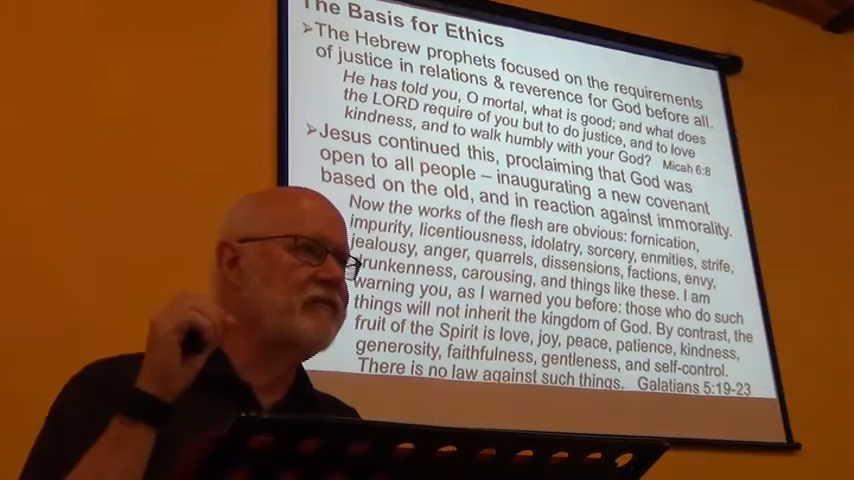 The Basis for Ethics
➢The Hebrew prophets focused on the requirements
of justice in relations & reverence for God before all.
He has told you, O mortal, what is good; and what does
the LORD require of you but to do justice, and to love
kindness, and to walk humbly with your God? Micah 6:8
➢Jesus continued this, proclaiming that God was
open to all people – inaugurating a new covenant
based on the old, and in reaction against immorality.
Now the works of the flesh are obvious: fornication,
impurity, licentiousness, idolatry, sorcery, enmities, strife,
jealousy, anger, quarrels, dissensions, factions, envy,
drunkenness, carousing, and things like these. I am
warning you, as I warned you before: those who do such
things will not inherit the kingdom of God. By contrast, the
fruit of the Spirit is love, joy, peace, patience, kindness,
generosity, faithfulness, gentleness, and self-control.
There is no law against such things. Galatians 5:19-23